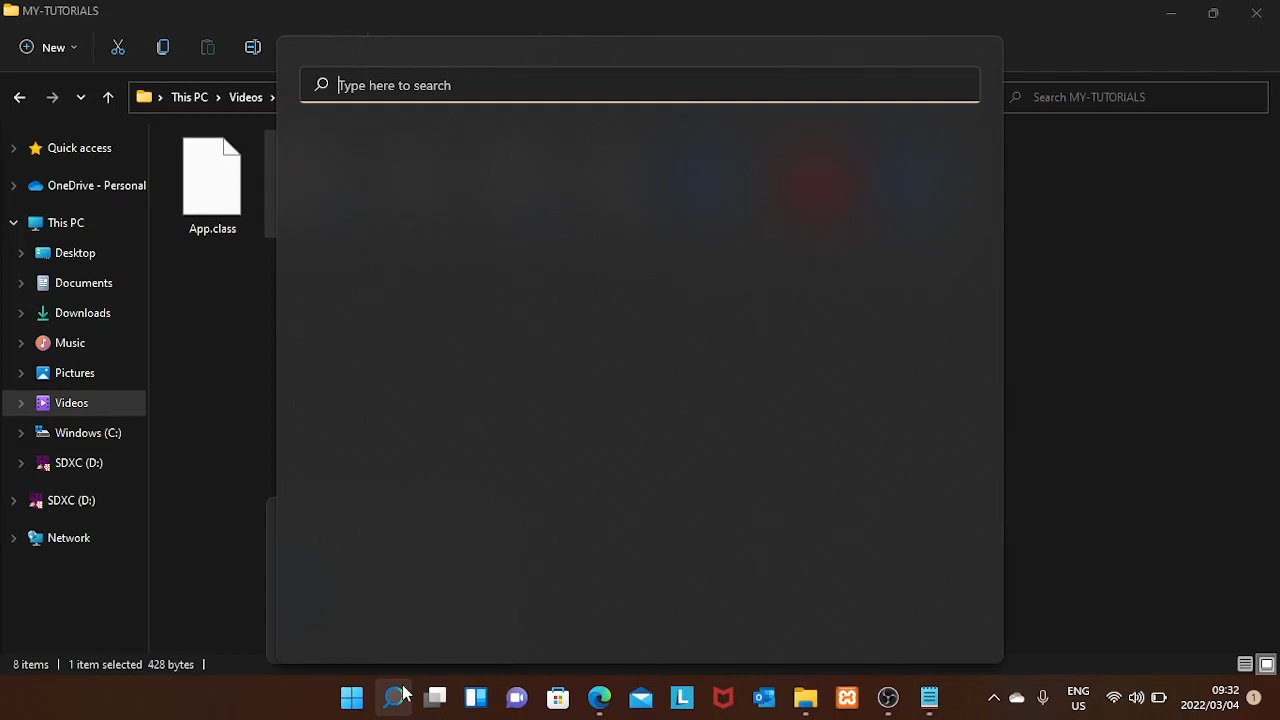 MY-TUTORIALS
New
This PC > Videos >
Search MY-TUTORIALS
Type here to search
Quick access
OneDrive - Personal
This PC
Desktop
Documents
Downloads
Music
Pictures
Videos
Windows (C:)
SDXC (D:)
SDXC (D:)
Network
App.class
8 items
1 item selected 428 bytes
ENG
US
09:32
2022/03/04
1